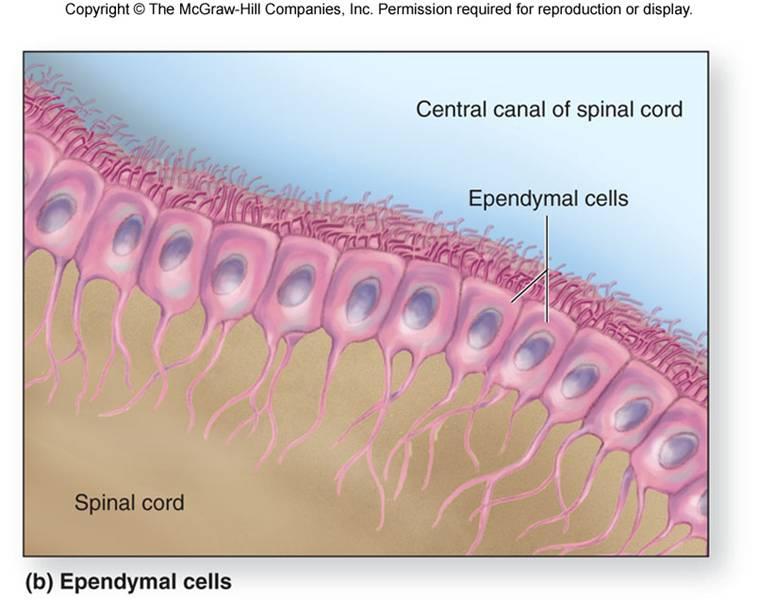 Copyright © The McGraw-Hill Companies, Inc. Permission required for reproduction or display.
Central canal of spinal cord
Ependymal cells
Spinal cord
(b) Ependymal cells